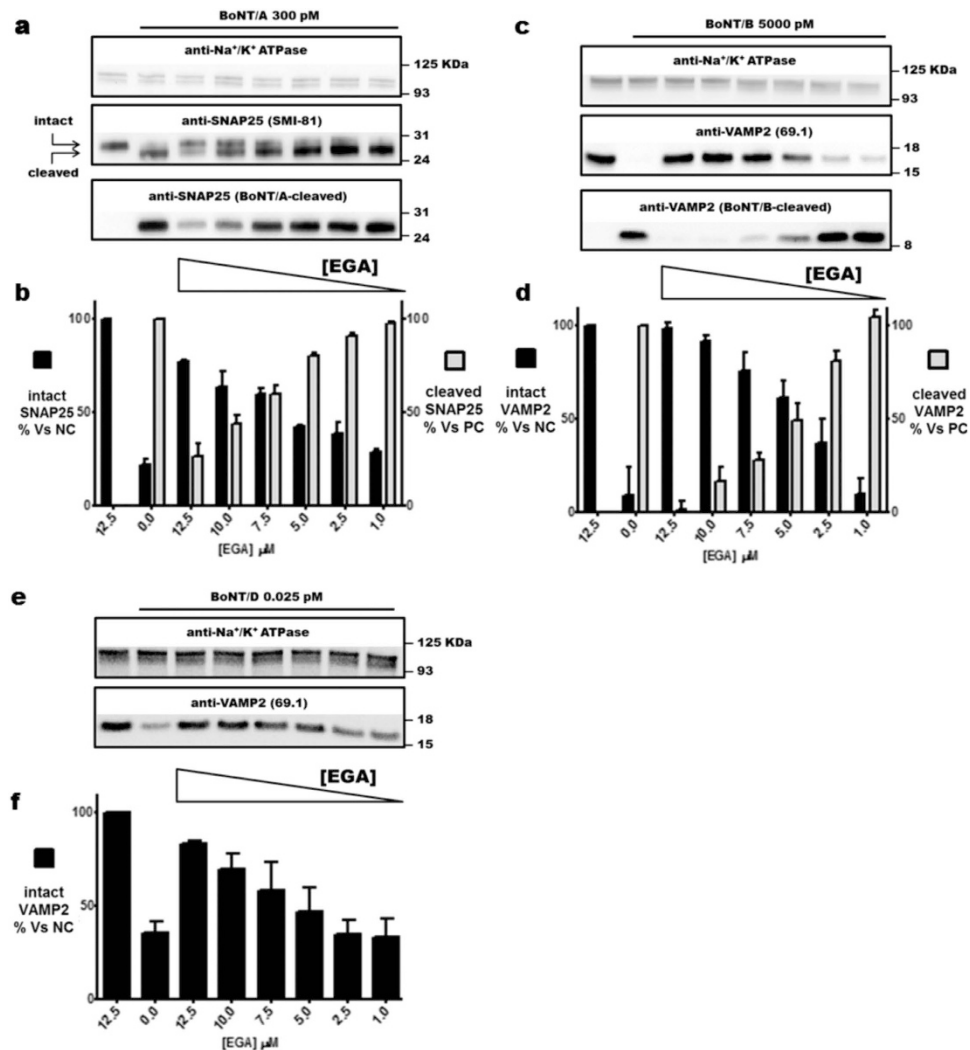 a
BoNT/A 300 pM
anti-Na⁺/K⁺ ATPase
125 KDa
93
anti-SNAP25 (SMI-81)
intact
cleaved
31
24
anti-SNAP25 (BoNT/A-cleaved)
31
24
b
[EGA]
100
50
0
100
50
0
intact
SNAP25
% Vs NC
cleaved
SNAP25
% Vs PC
12.5 0.0 12.5 10.0 7.5 5.0 2.5 1.0
[EGA] µM
c
BoNT/B 5000 pM
anti-Na⁺/K⁺ ATPase
125 KDa
93
anti-VAMP2 (69.1)
18
15
anti-VAMP2 (BoNT/B-cleaved)
8
d
[EGA]
100
50
0
100
50
0
intact
VAMP2
% Vs NC
cleaved
VAMP2
% Vs PC
12.5 0.0 12.5 10.0 7.5 5.0 2.5 1.0
[EGA] µM
e
BoNT/D 0.025 pM
anti-Na⁺/K⁺ ATPase
125 KDa
93
anti-VAMP2 (69.1)
18
15
f
[EGA]
100
50
0
intact
VAMP2
% Vs NC
12.5 0.0 12.5 10.0 7.5 5.0 2.5 1.0
[EGA] µM